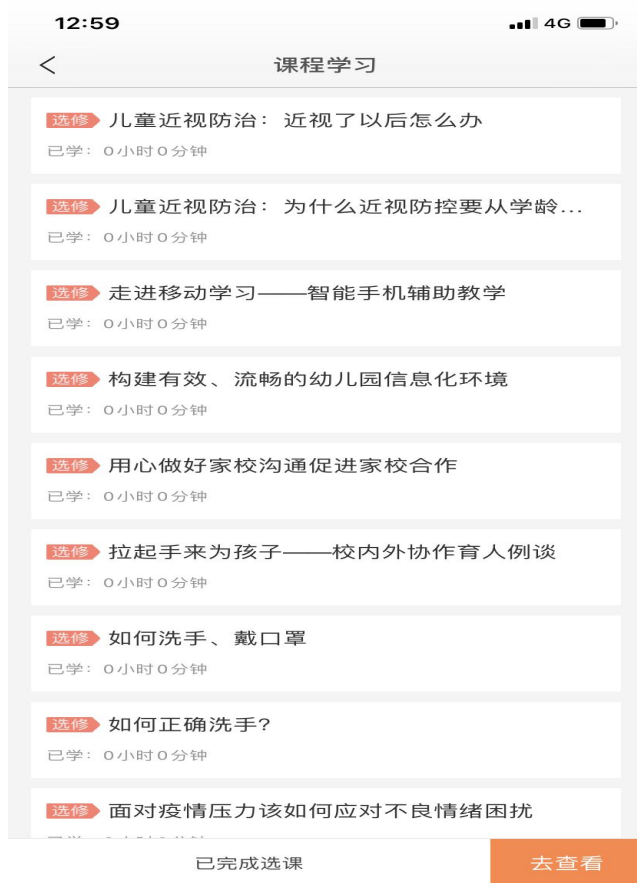 12:59
4G
课程学习
选修 儿童近视防治：近视了以后怎么办
已学：0小时0分钟
选修 儿童近视防治：为什么近视防控要从学龄...
已学：0小时0分钟
选修 走进移动学习——智能手机辅助教学
已学：0小时0分钟
选修 构建有效、流畅的幼儿园信息化环境
已学：0小时0分钟
选修 用心做好家校沟通促进家校合作
已学：0小时0分钟
选修 拉起手来为孩子——校内外协作育人例谈
已学：0小时0分钟
选修 如何洗手、戴口罩
已学：0小时0分钟
选修 如何正确洗手?
已学：0小时0分钟
选修 面对疫情压力该如何应对不良情绪困扰
已完成选课
去查看